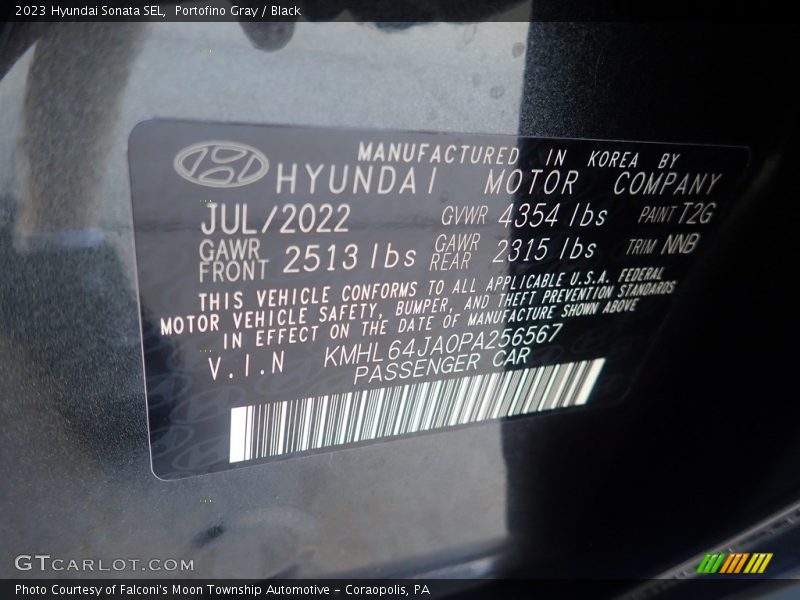 2023 Hyundai Sonata SEL, Portofino Gray / Black
MANUFACTURED IN KOREA BY
HYUNDAI MOTOR COMPANY
JUL/2022 GVWR 4354 lbs PAINT T2G
GAWR FRONT 2513 lbs GAWR REAR 2315 lbs TRIM NNB
THIS VEHICLE CONFORMS TO ALL APPLICABLE U.S.A. FEDERAL
MOTOR VEHICLE SAFETY, BUMPER, AND THEFT PREVENTION STANDARDS
IN EFFECT ON THE DATE OF MANUFACTURE SHOWN ABOVE
V.I.N KMHL64JA0PA256567
PASSENGER CAR
GTCARLOT.COM
Photo Courtesy of Falconi's Moon Township Automotive - Coraopolis, PA